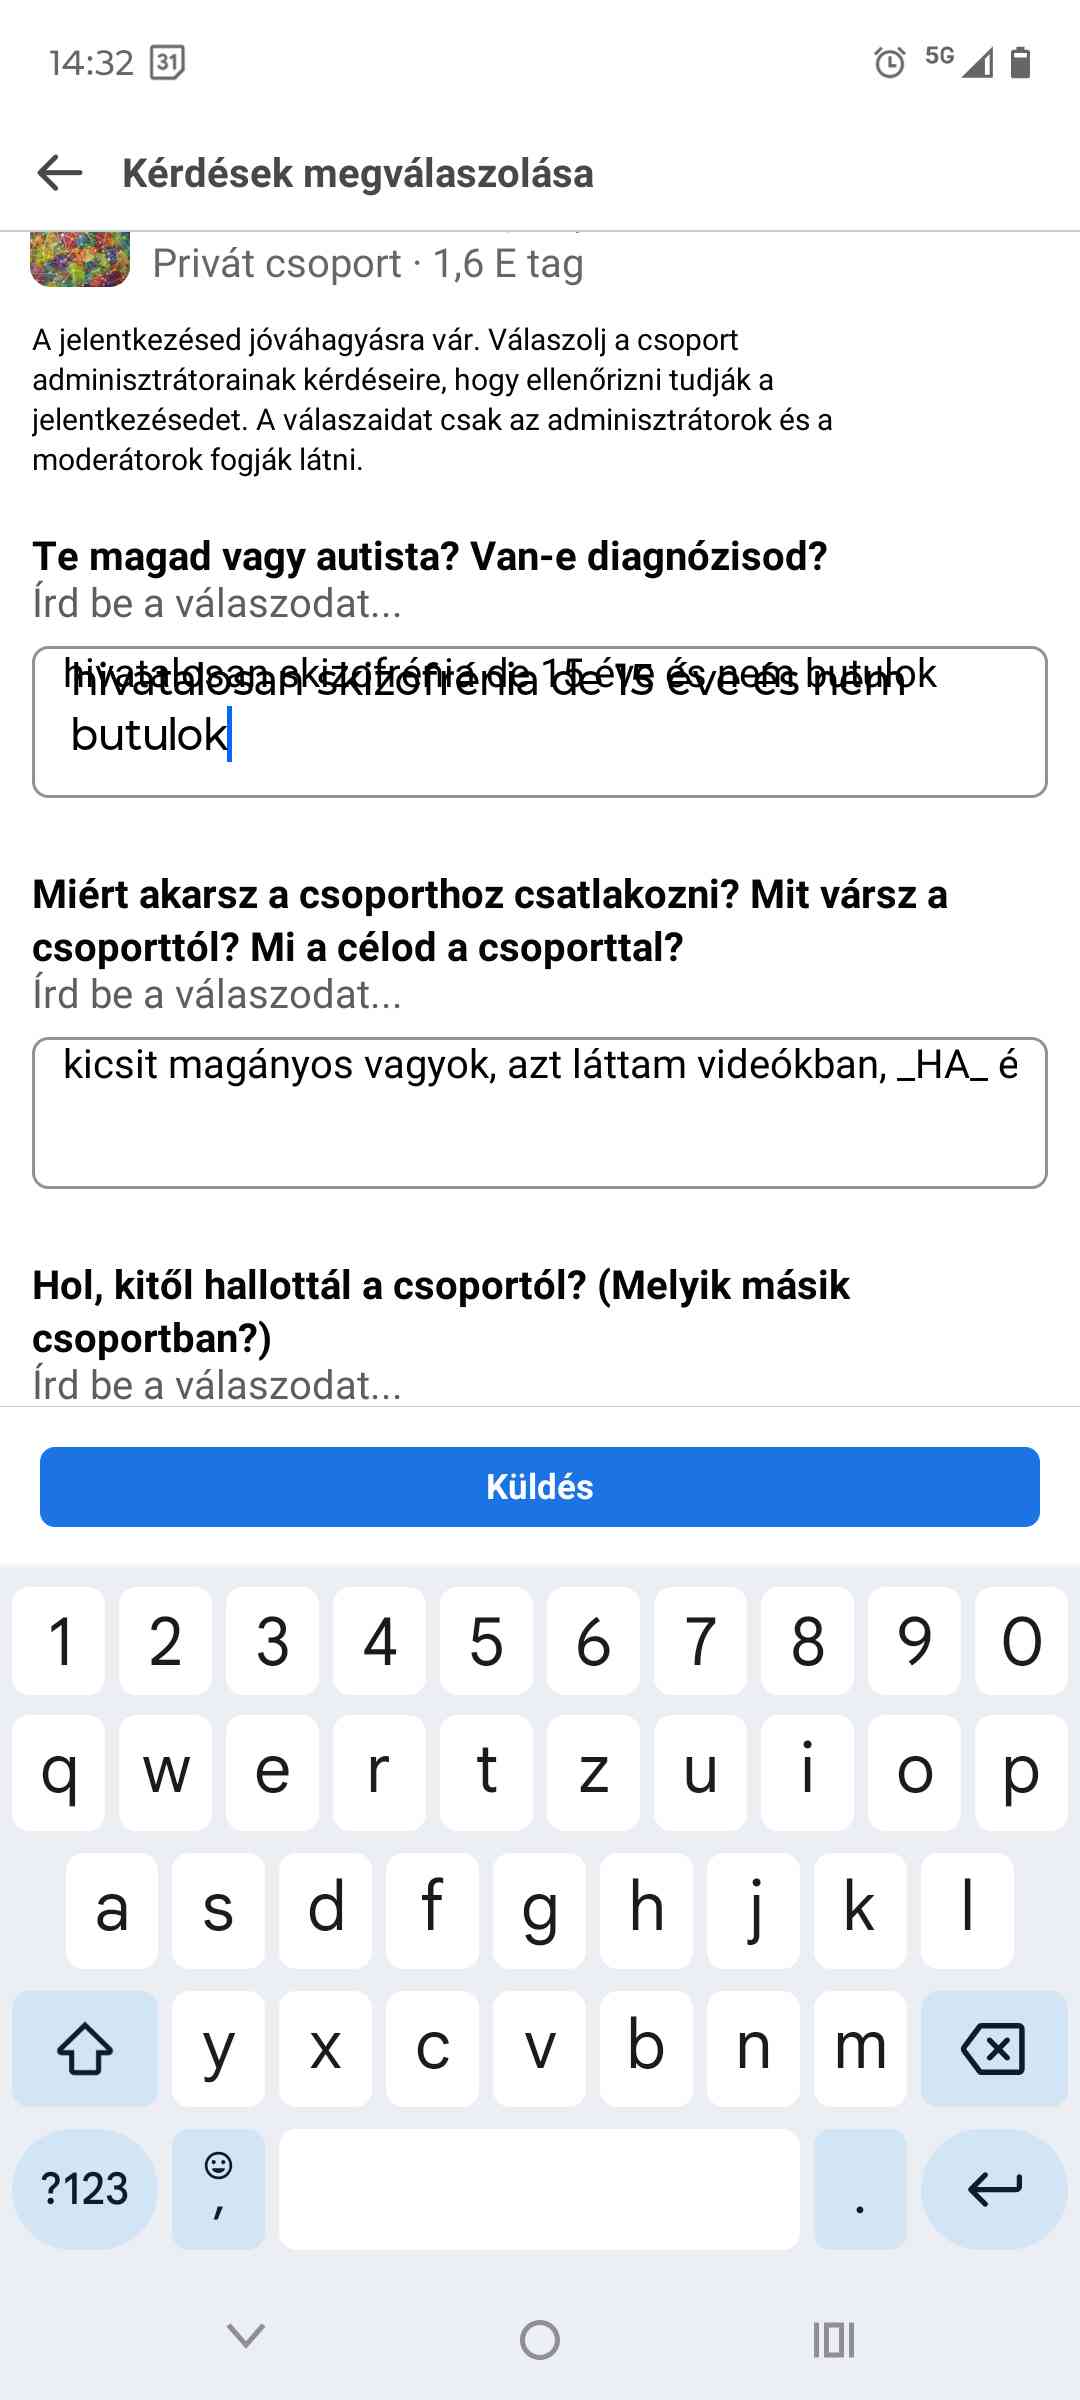 14:32 31 5G
Kérdések megválaszolása
Privát csoport · 1,6 E tag
A jelentkezésed jóváhagyásra vár. Válaszolj a csoport
adminisztrátorainak kérdéseire, hogy ellenőrizni tudják a
jelentkezésedet. A válaszaidat csak az adminisztrátorok és a
moderátorok fogják látni.
Te magad vagy autista? Van-e diagnózisod?
Írd be a válaszodat...
hivatalosan skizofrénia de 15 éve és nem butulok
hivatalosan skizofrénia de 15 éve és nem
butulok
Miért akarsz a csoporthoz csatlakozni? Mit vársz a
csoporttól? Mi a célod a csoporttal?
Írd be a válaszodat...
kicsit magányos vagyok, azt láttam videókban, _HA_ é
Hol, kitől hallottál a csoportól? (Melyik másik
csoportban?)
Írd be a válaszodat...
Küldés
1 2 3 4 5 6 7 8 9 0
q w e r t z u i o p
a s d f g h j k l
y x c v b n m
?123 , .